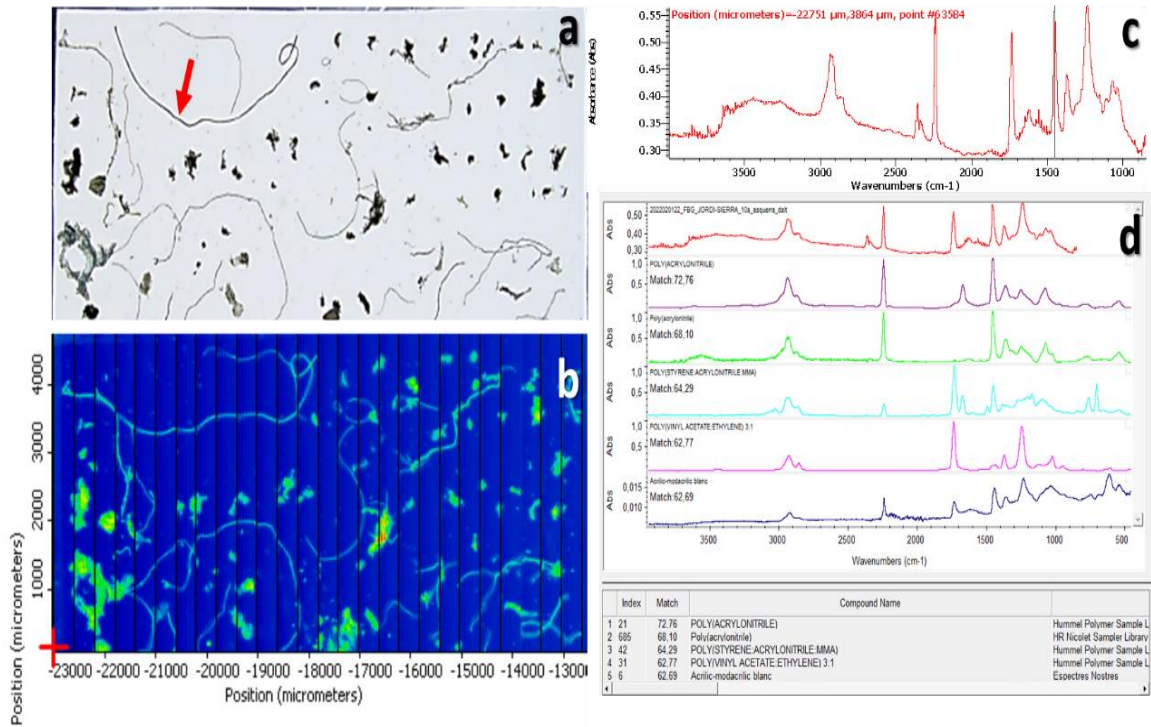 a
b
Position (micrometers)
4000
3000
2000
1000
-23000 -22000 -21000 -20000 -19000 -18000 -17000 -16000 -15000 -14000 -13000
Position (micrometers)
c
Position (micrometers)=-22751 µm,3864 µm, point #63584
Absorbance (Abs)
0.55
0.50
0.45
0.40
0.35
0.30
3500 3000 2500 2000 1500 1000
Wavenumbers (cm-1)
d
2022020122_FBG_JORDI-SIERRA_10a_esquerra_dalt
Abs
0,50
0,40
0,30
POLY(ACRYLONITRILE)
Match:72,76
Abs
1,0
0,5
Poly(acrylonitrile)
Match:68,10
Abs
1,0
0,5
POLY(STYRENE:ACRYLONITRILE:MMA)
Match:64,29
Abs
1,0
0,5
POLY(VINYL ACETATE:ETHYLENE) 3:1
Match:62,77
Abs
1,0
0,5
Acrilic-modacrilic blanc
Match:62,69
Abs
0,015
0,010
3500 3000 2500 2000 1500 1000 500
Wavenumbers (cm-1)
Index Match Compound Name
1 21 72.76 POLY(ACRYLONITRILE) Hummel Polymer Sample L
2 685 68.10 Poly(acrylonitrile) HR Nicolet Sampler Library
3 42 64.29 POLY(STYRENE:ACRYLONITRILE:MMA) Hummel Polymer Sample L
4 31 62.77 POLY(VINYL ACETATE:ETHYLENE) 3:1 Hummel Polymer Sample L
5 6 62.69 Acrilic-modacrilic blanc Espectres Nostres